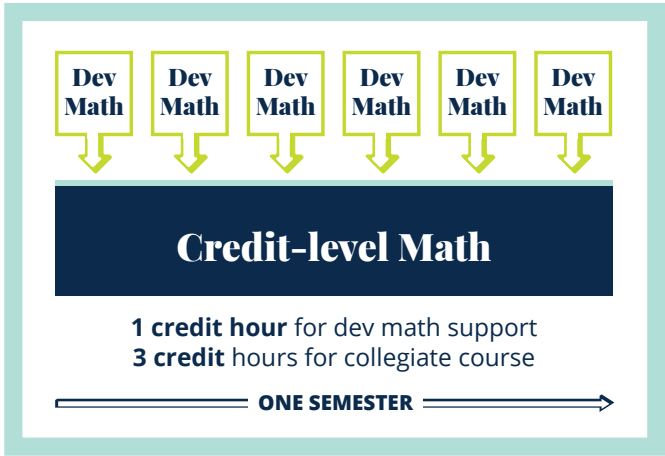 Dev Math
Dev Math
Dev Math
Dev Math
Dev Math
Dev Math
Credit-level Math
1 credit hour for dev math support
3 credit hours for collegiate course
ONE SEMESTER